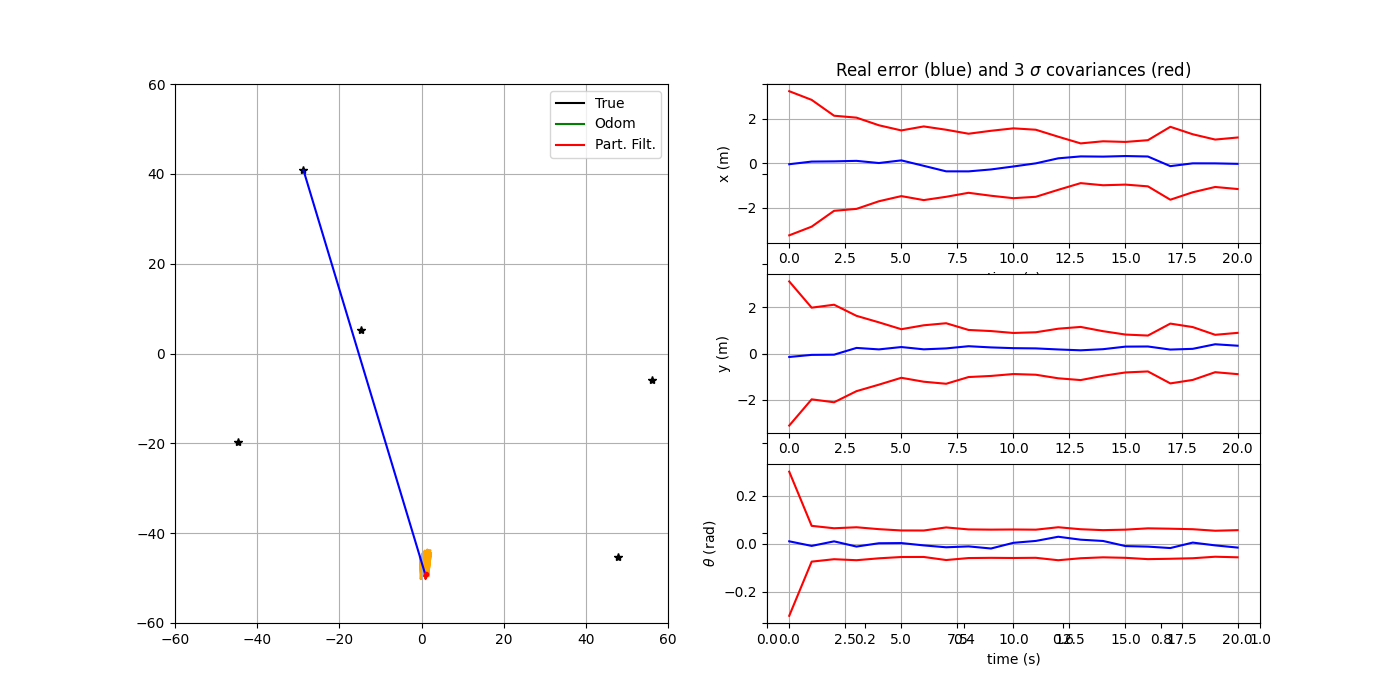 Real error (blue) and 3 σ covariances (red)
60
40
20
0
−20
−40
−60
−60 −40 −20 0 20 40 60
True
Odom
Part. Filt.
x (m)
2
0
−2
0.0 2.5 5.0 7.5 10.0 12.5 15.0 17.5 20.0
y (m)
2
0
−2
0.0 2.5 5.0 7.5 10.0 12.5 15.0 17.5 20.0
θ (rad)
0.2
0.0
−0.2
0.0 0.0 2.5 0.2 5.0 7.5 0.4 10.0 0.6 12.5 15.0 0.8 17.5 20.0 1.0
time (s)